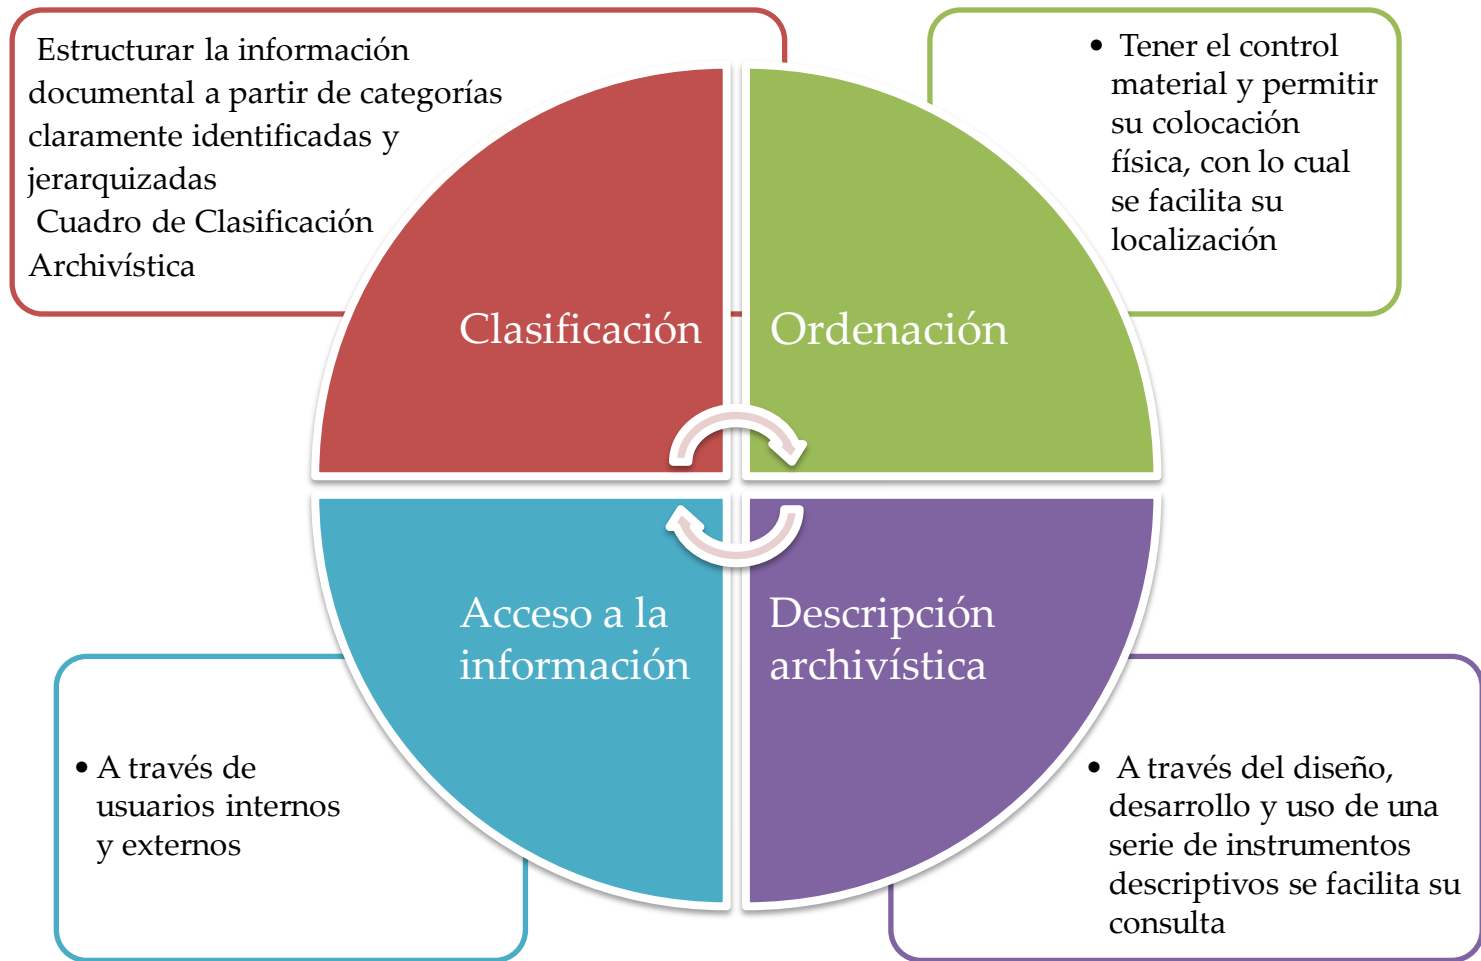 Estructurar la información
documental a partir de categorías
claramente identificadas y
jerarquizadas
Cuadro de Clasificación
Archivística
• Tener el control
material y permitir
su colocación
física, con lo cual
se facilita su
localización
Clasificación
Ordenación
Acceso a la
información
Descripción
archivística
• A través de
usuarios internos
y externos
• A través del diseño,
desarrollo y uso de una
serie de instrumentos
descriptivos se facilita su
consulta